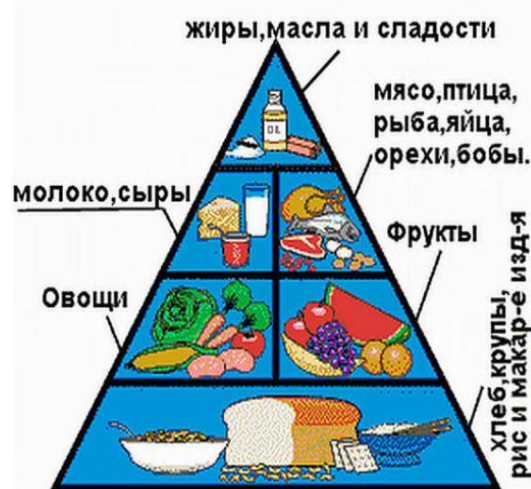 жиры,масла и сладости
мясо,птица,
рыба,яйца,
орехи,бобы.
молоко,сыры
Фрукты
Овощи
хлеб,крупы,
рис и макар-е изд-я
OIL